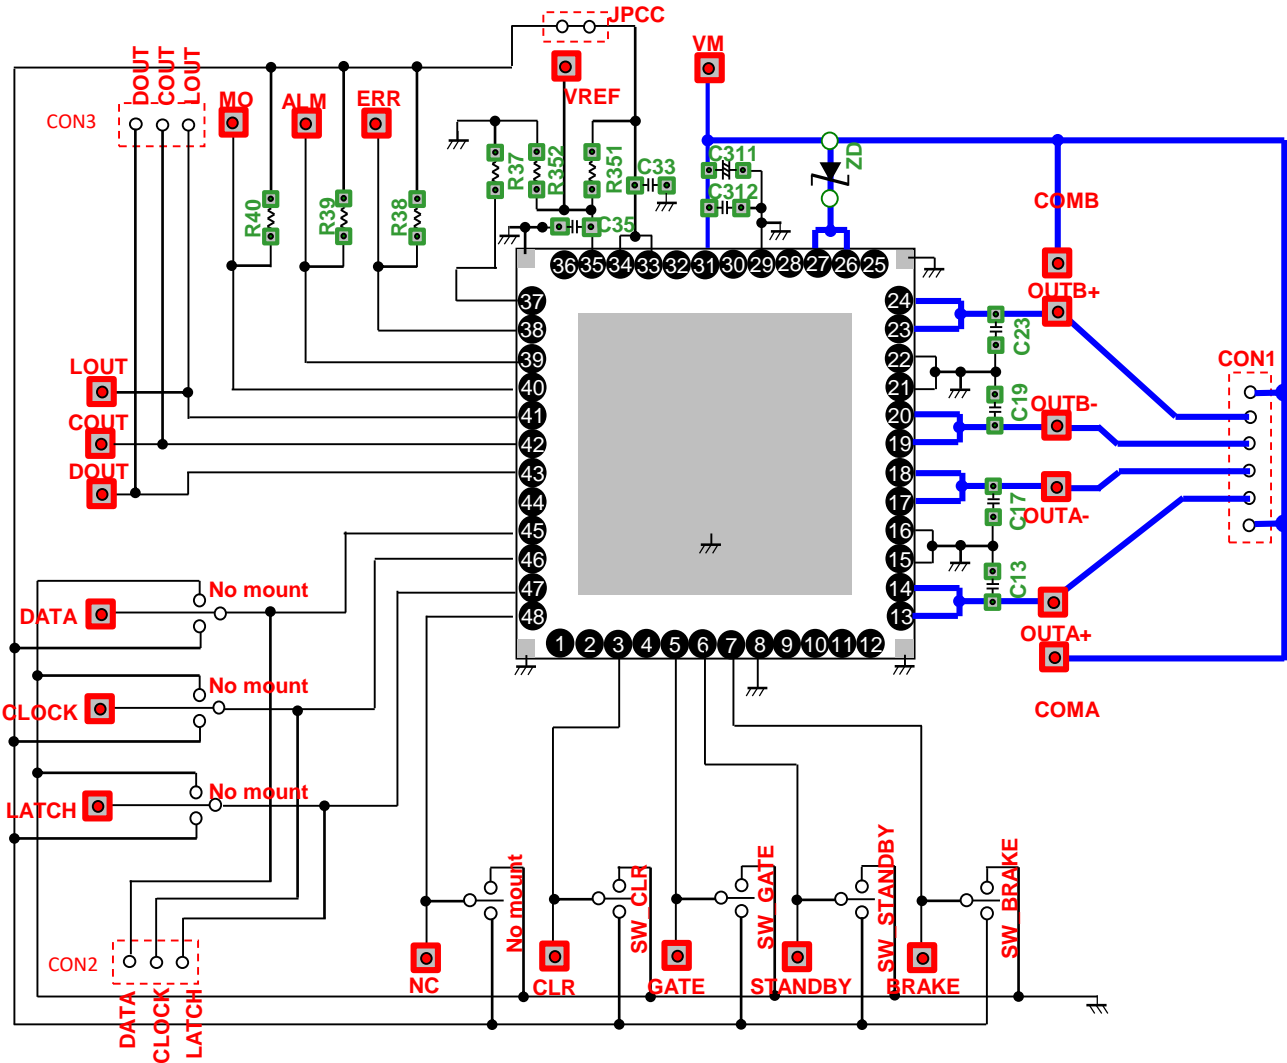 JPCC
VM
DOUT
COUT
LOUT
MO
ALM
ERR
VREF
CON3
R40
R39
R38
R37
R352
R351
C33
C35
C311
C312
ZD
COMB
OUTB+
36 35 34 33 32 31 30 29 28 27 26 25
37
38
39
40
41
42
43
44
45
46
47
48
24
23
22
21
20
19
18
17
16
15
14
13
1 2 3 4 5 6 7 8 9 10 11 12
C23
C19
C17
C13
CON1
OUTB-
OUTA-
OUTA+
COMA
LOUT
COUT
DOUT
No mount
DATA
No mount
CLOCK
No mount
LATCH
CON2
DATA
CLOCK
LATCH
No mount
SW_CLR
SW_GATE
SW_STANDBY
SW_BRAKE
NC
CLR
GATE
STANDBY
BRAKE